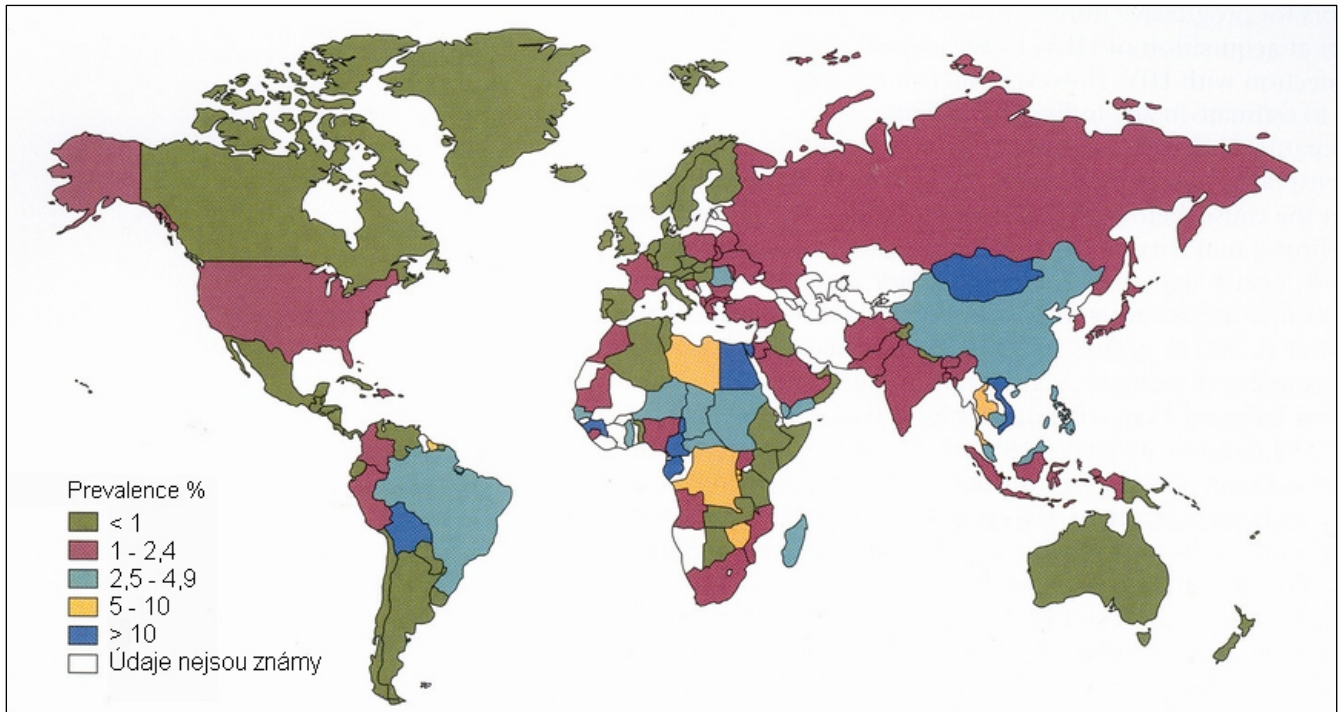 Prevalence %
< 1
1 - 2,4
2,5 - 4,9
5 - 10
> 10
Údaje nejsou známy